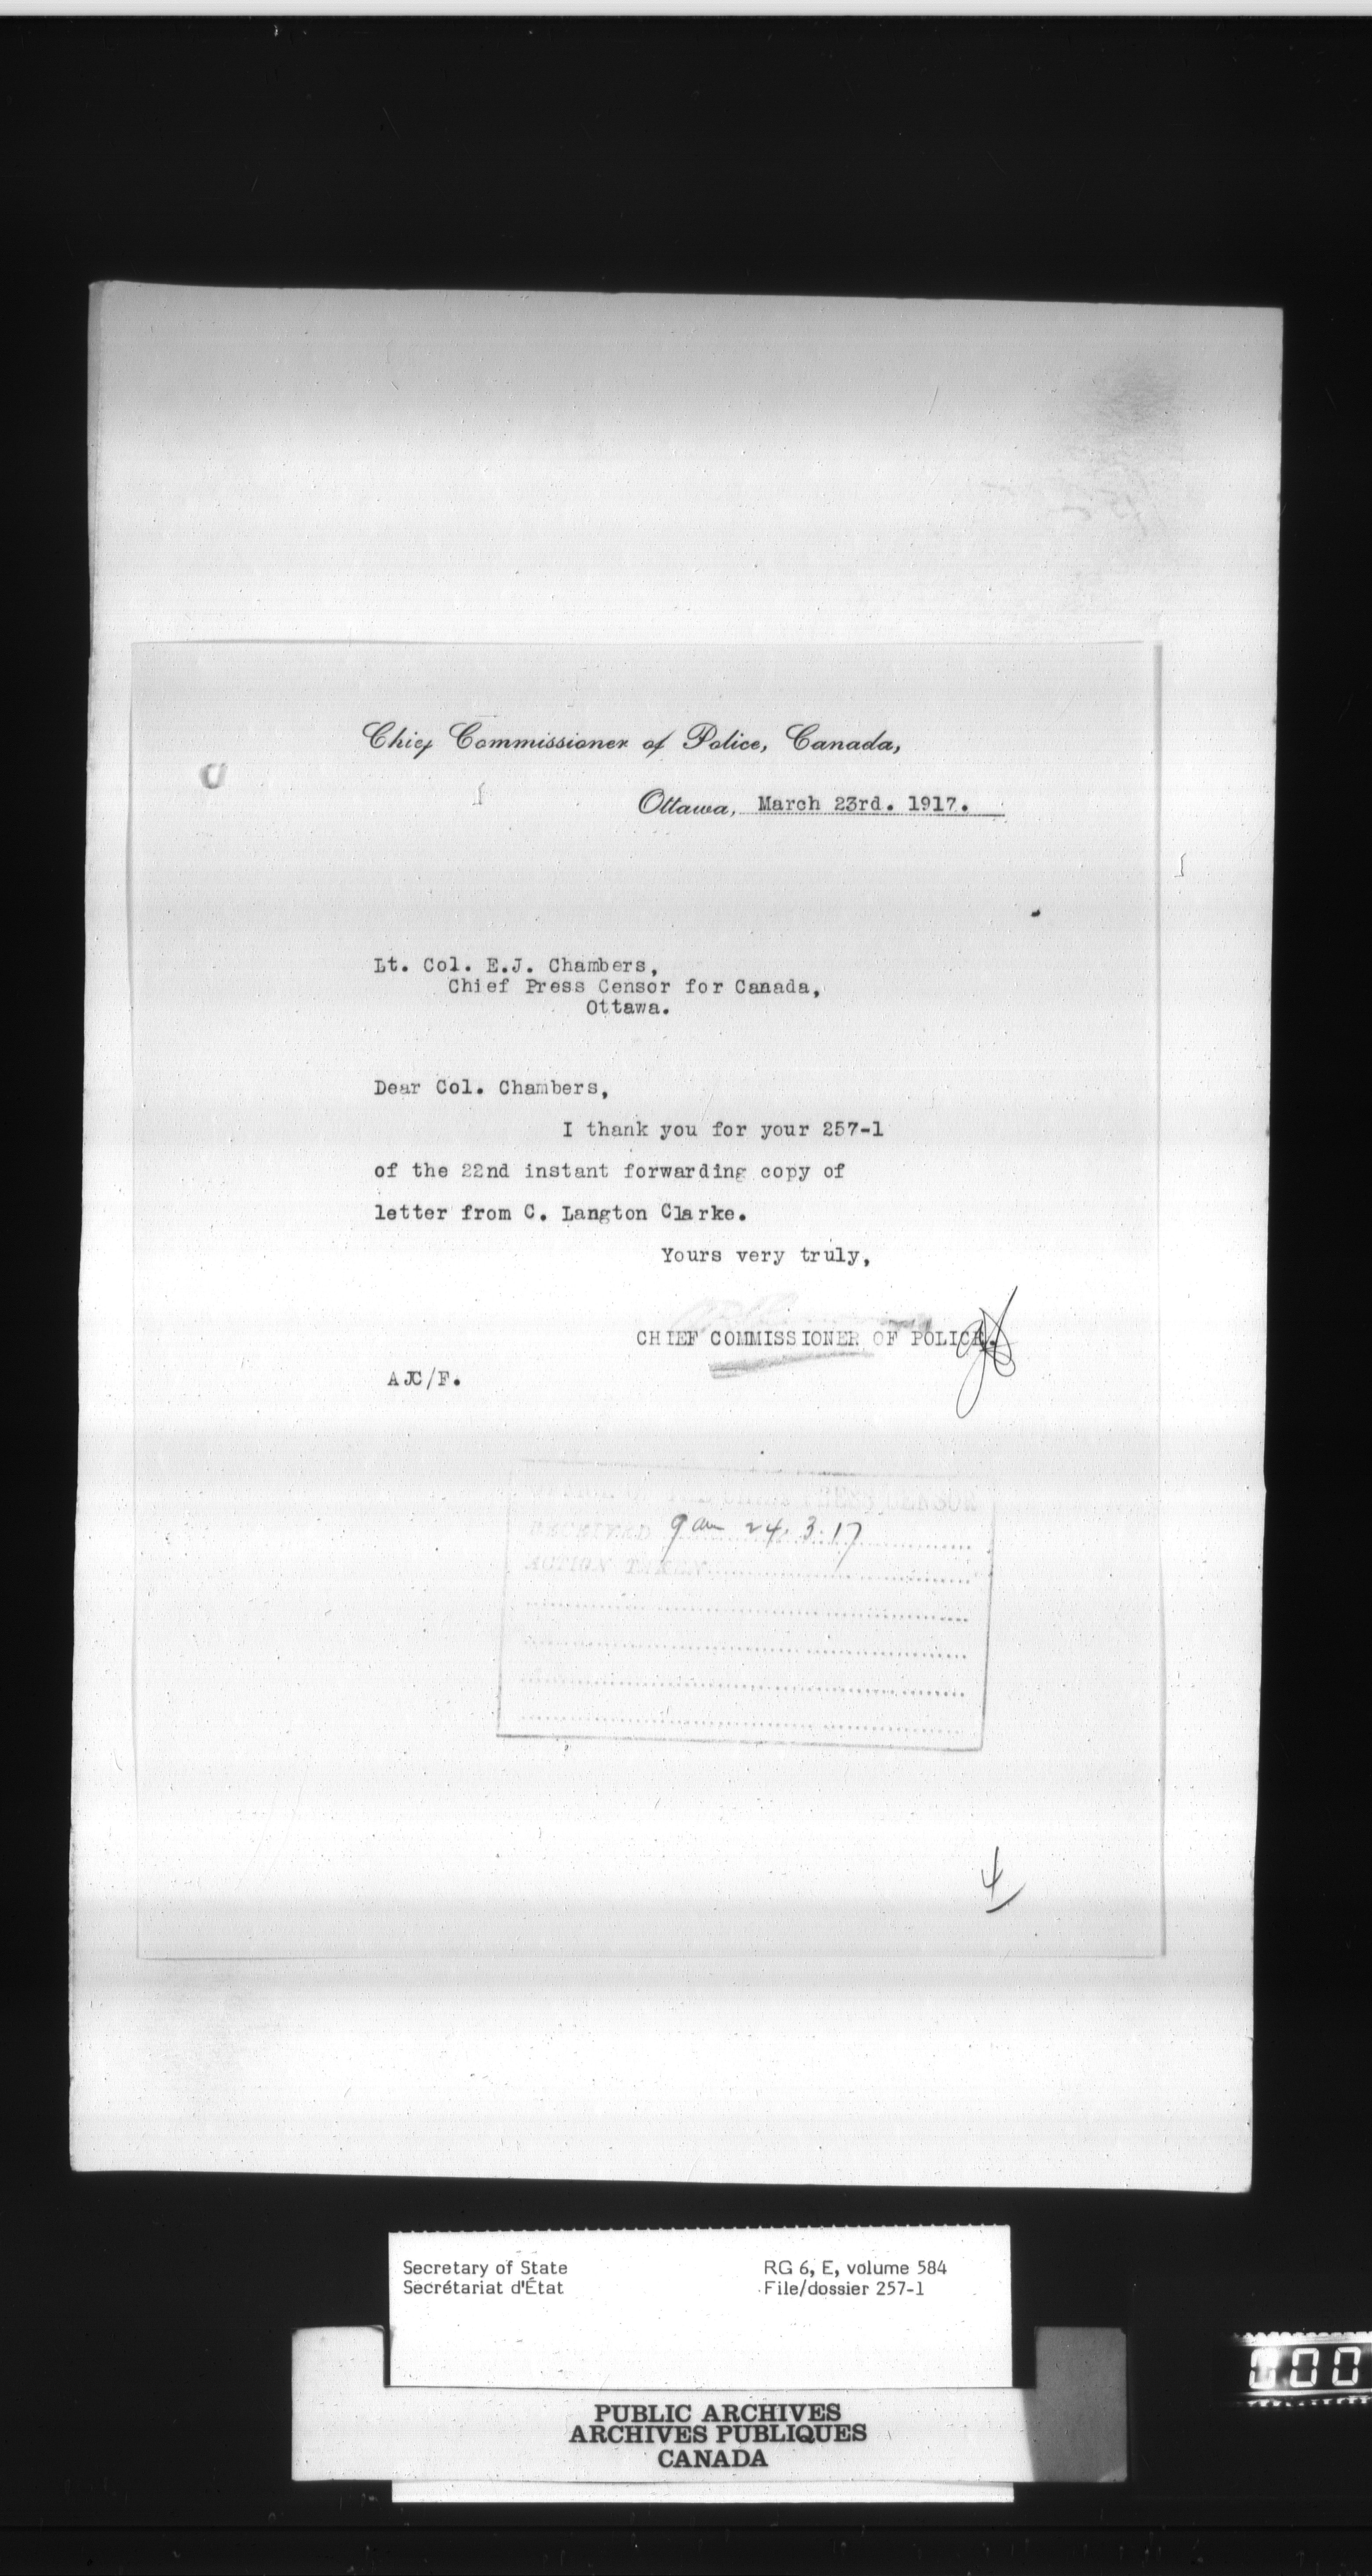 Chief Commissioner of Police, Canada,
Ottawa, March 23rd. 1917.
Lt. Col. E.J. Chambers,
Chief Press Censor for Canada,
Ottawa.
Dear Col. Chambers,
I thank you for your 257-1
of the 22nd instant forwarding copy of
letter from C. Langton Clarke.
Yours very truly,
CHIEF COMMISSIONER OF POLICE.
AJC/F.
PRESS CENSOR
RECEIVED 9 am 24.3.17
ACTION TAKEN
4
Secretary of State
Secrétariat d'État
RG 6, E, volume 584
File/dossier 257-1
PUBLIC ARCHIVES
ARCHIVES PUBLIQUES
CANADA
000